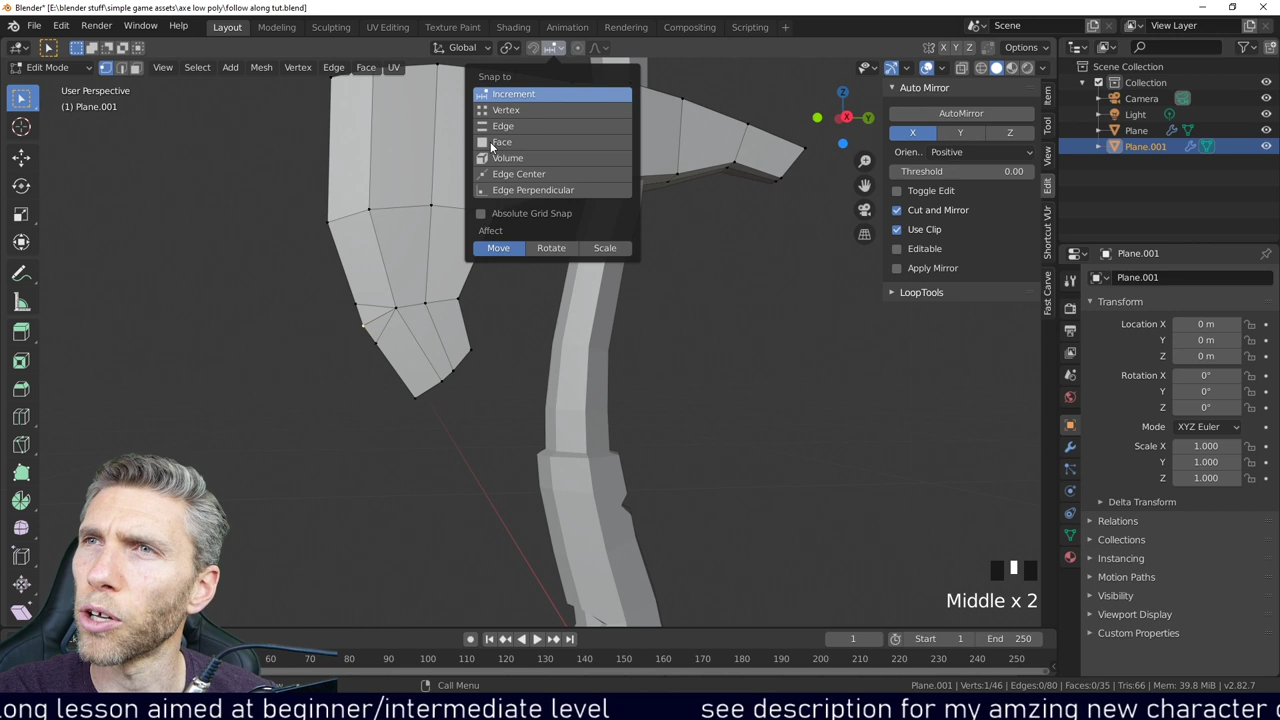 Blender* [E:\blender stuff\simple game assets\axe low poly\follow along tut.blend]
File Edit Render Window Help Layout Modeling Sculpting UV Editing Texture Paint Shading Animation Rendering Compositing Scripting Scene View Layer
Global Options
X Y Z
Edit Mode View Select Add Mesh Vertex Edge Face UV
User Perspective
(1) Plane.001
Snap to
Increment
Vertex
Edge
Face
Volume
Edge Center
Edge Perpendicular
Absolute Grid Snap
Affect
Move Rotate Scale
Z
X
Y
Auto Mirror
AutoMirror
X Y Z
Orien.. Positive
Threshold 0.00
Toggle Edit
Cut and Mirror
Use Clip
Editable
Apply Mirror
LoopTools
Item
Tool
View
Edit
Shortcut VUr
Fast Carve
Scene Collection
Collection
Camera
Light
Plane
Plane.001
Plane.001
Plane.001
Transform
Location X 0 m
Y 0 m
Z 0 m
Rotation X 0°
Y 0°
Z 0°
Mode XYZ Euler
Scale X 1.000
Y 1.000
Z 1.000
Delta Transform
Relations
Collections
Instancing
Motion Paths
Visibility
Viewport Display
Custom Properties
Middle x 2
1 Start 1 End 250
60 70 80 90 100 110 120 130 140 150 160 170 180 190 200 210 220 230 240 250
Call Menu
Plane.001 | Verts:1/46 | Edges:0/80 | Faces:0/35 | Tris:66 | Mem: 39.8 MiB | v2.82.7
long lesson aimed at beginner/intermediate level see description for my amzing new character